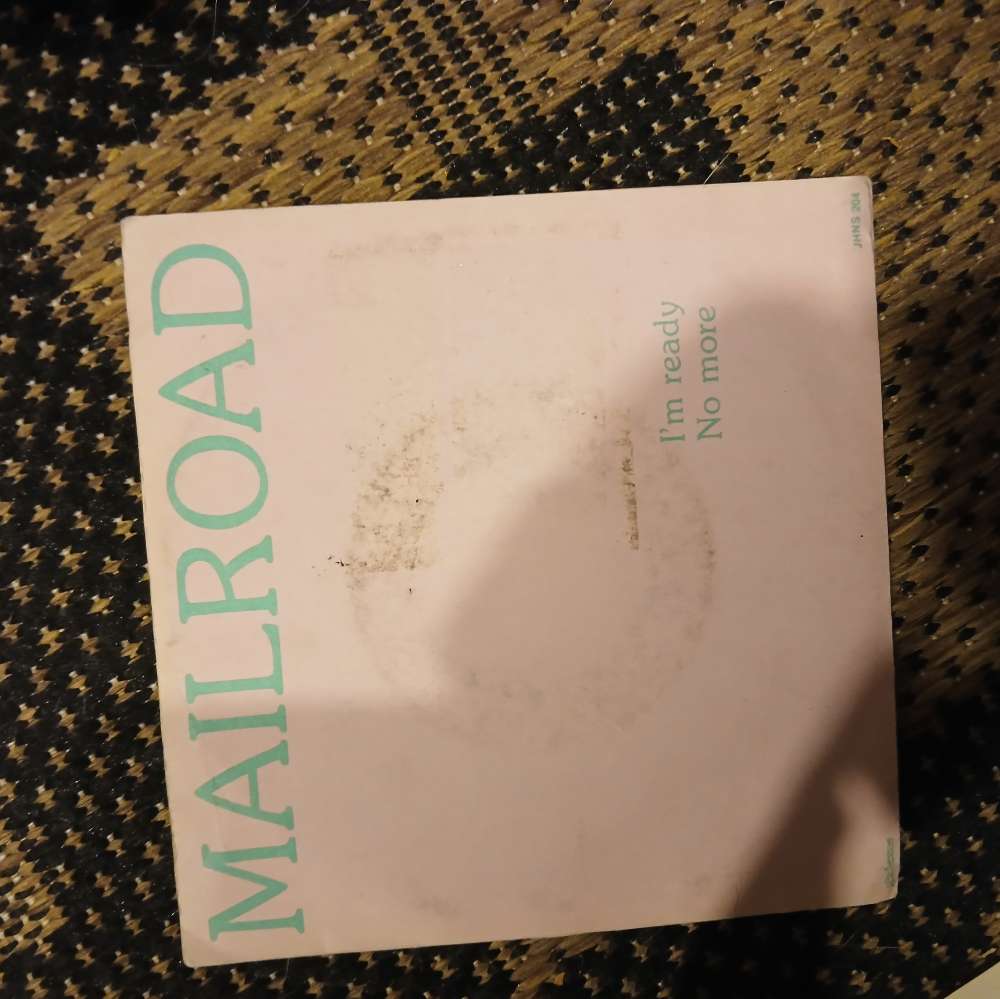 MAILROAD
I'm ready
No more
JHNS 204